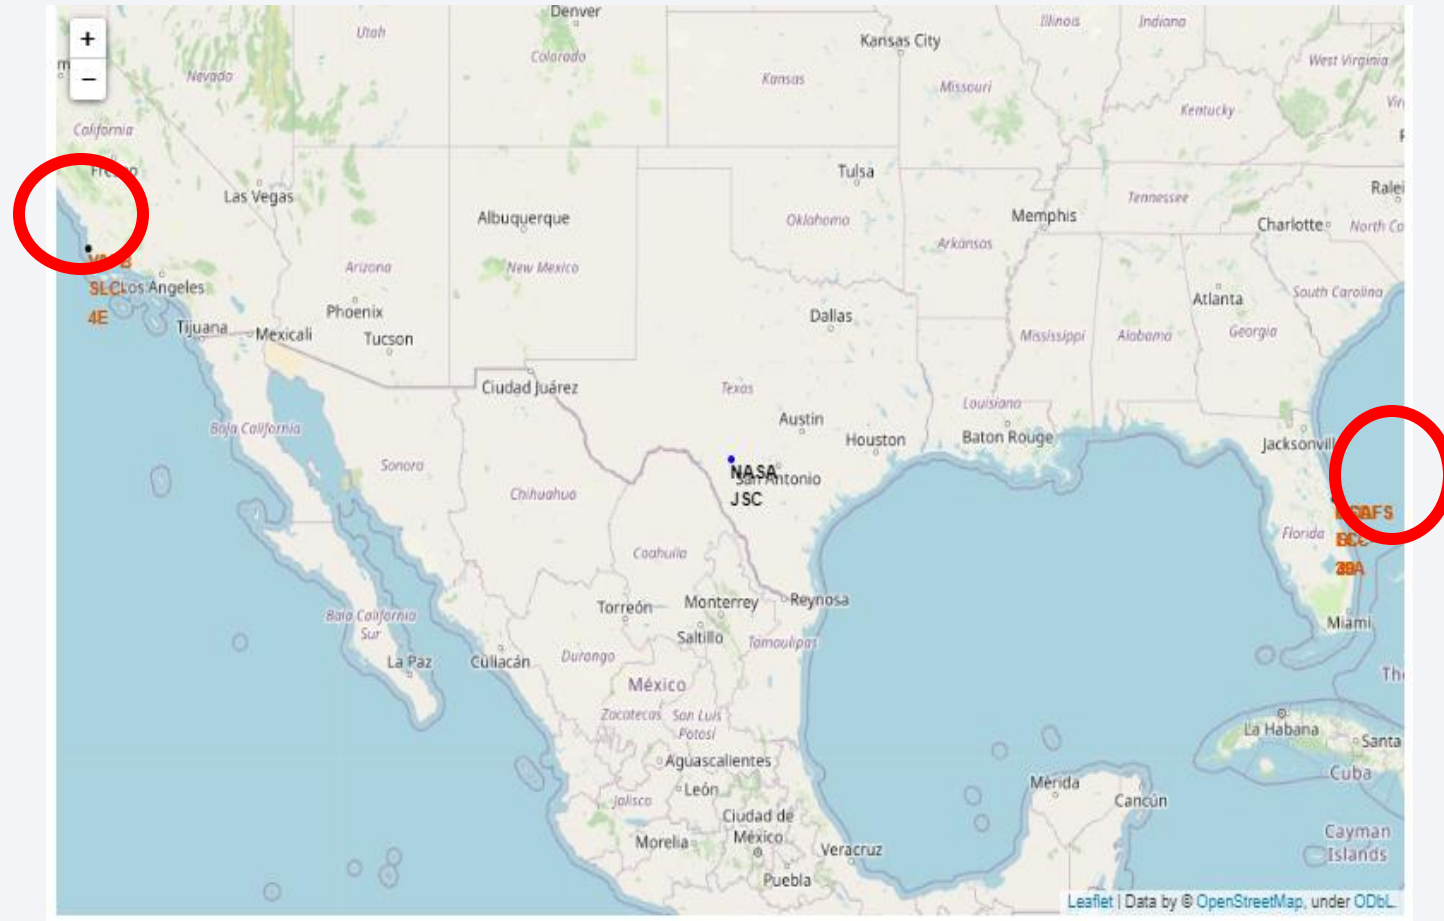 +
−
Denver
Utah
Colorado
Nevada
California
Fresno
Las Vegas
Los Angeles
SLC-
4E
Tijuana
Mexicali
Arizona
Phoenix
Tucson
Albuquerque
New Mexico
Kansas City
Kansas
Missouri
Illinois
Indiana
West Virginia
Kentucky
Tulsa
Oklahoma
Memphis
Tennessee
Arkansas
Charlotte
North Co
Ralei
South Carolina
Atlanta
Georgia
Alabama
Mississippi
Dallas
Texas
Ciudad Juárez
Austin
Houston
Louisiana
Baton Rouge
Jacksonvill
NASA
JSC
San Antonio
Baja California
Sonora
Chihuahua
Coahuila
Florida
Miami
Torreón
Monterrey
Reynosa
Saltillo
Tamaulipas
Baja California
Sur
La Paz
Culiacán
Durango
México
Zacatecas
San Luis
Potosí
Aguascalientes
León
Jalisco
Ciudad de
México
Morelia
Veracruz
Puebla
Mérida
Cancún
La Habana
Santa
Cuba
Cayman
Islands
Leaflet | Data by © OpenStreetMap, under ODbL.